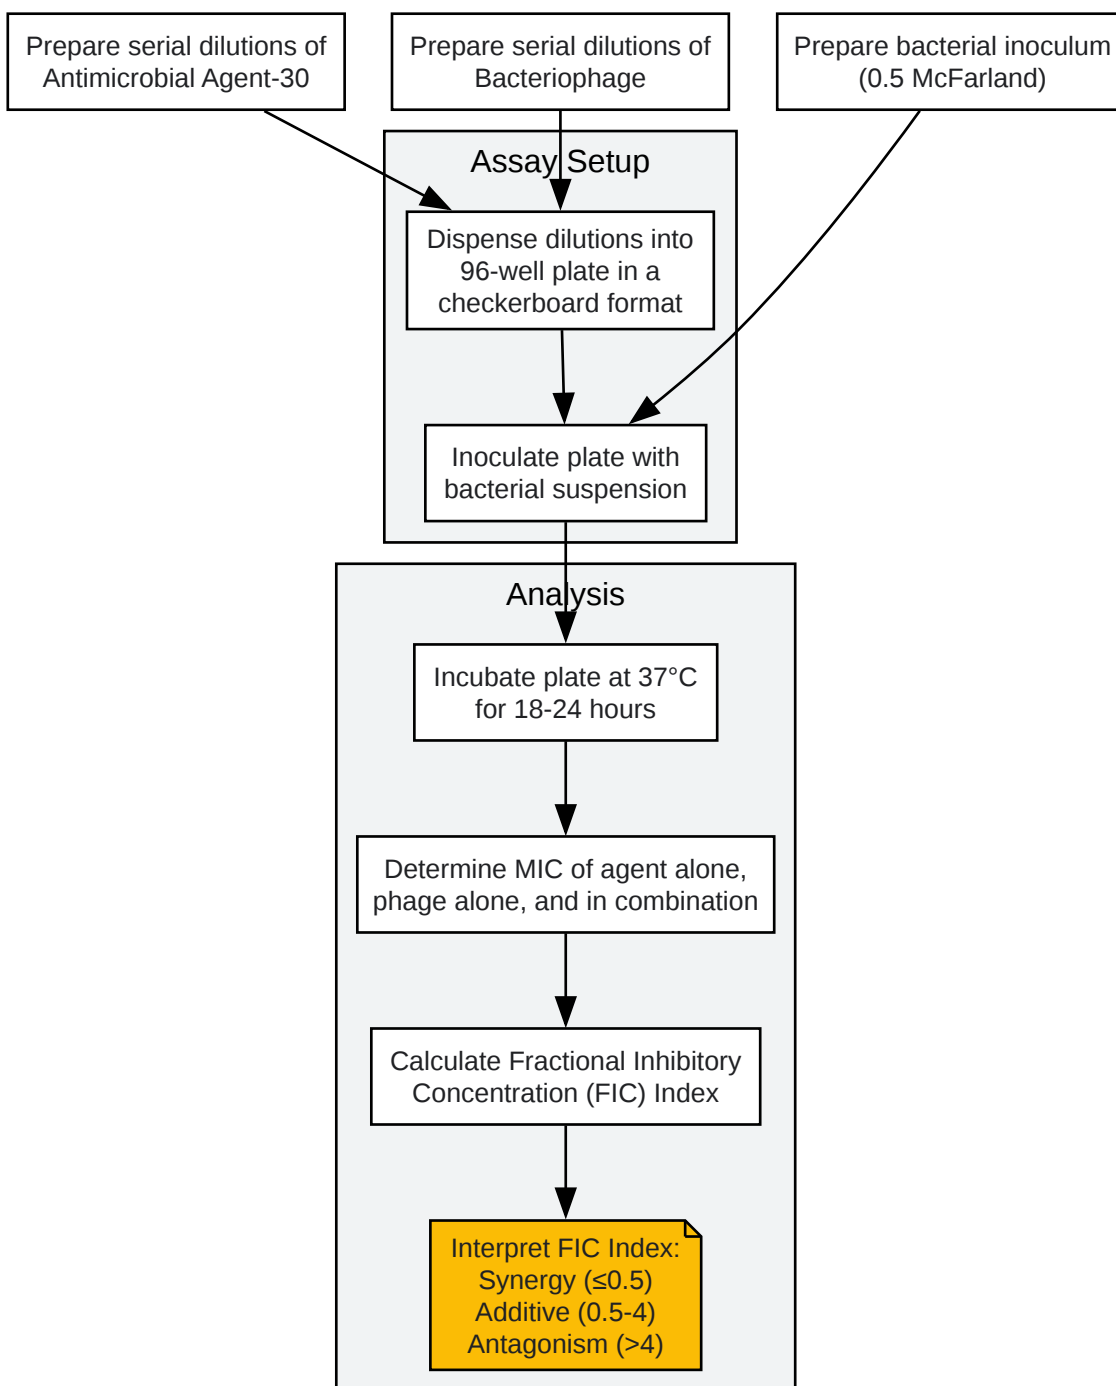 Prepare serial dilutions of
Antimicrobial Agent-30
Prepare serial dilutions of
Bacteriophage
Prepare bacterial inoculum
(0.5 McFarland)
Assay Setup
Dispense dilutions into
96-well plate in a
checkerboard format
Inoculate plate with
bacterial suspension
Analysis
Incubate plate at 37°C
for 18-24 hours
Determine MIC of agent alone,
phage alone, and in combination
Calculate Fractional Inhibitory
Concentration (FIC) Index
Interpret FIC Index:
Synergy (≤0.5)
Additive (0.5-4)
Antagonism (>4)